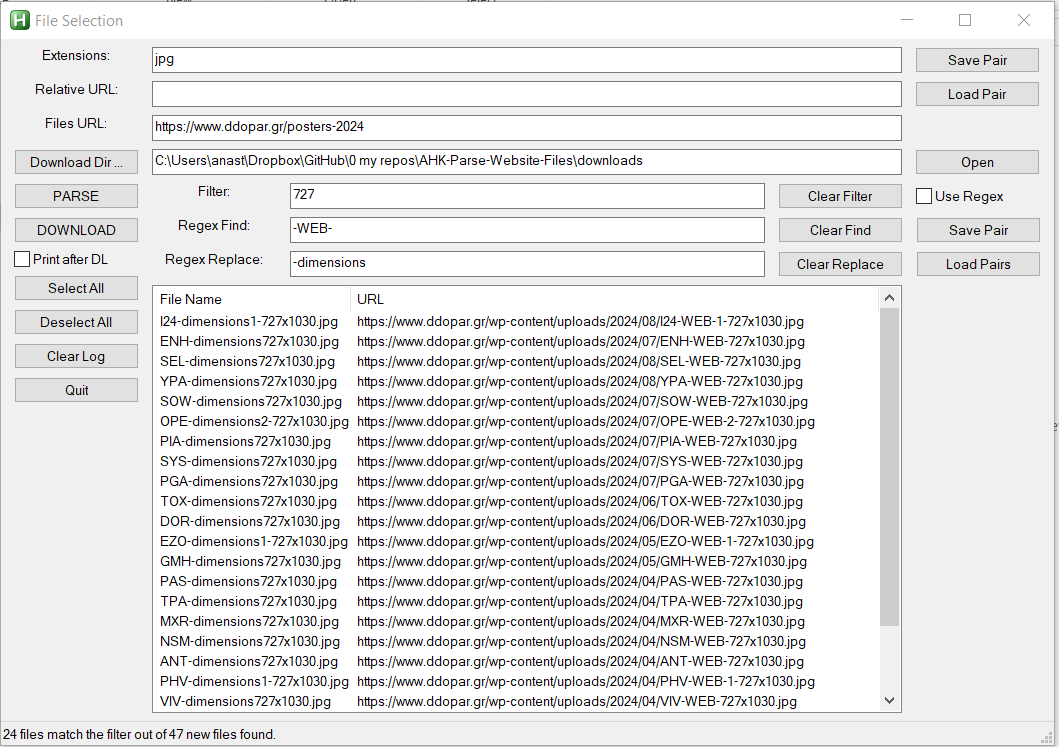 File Selection
Extensions: jpg Save Pair
Relative URL: Load Pair
Files URL: https://www.ddopar.gr/posters-2024
Download Dir ... C:\Users\anast\Dropbox\GitHub\0 my repos\AHK-Parse-Website-Files\downloads Open
PARSE Filter: 727 Clear Filter Use Regex
DOWNLOAD Regex Find: -WEB- Clear Find Save Pair
Print after DL Regex Replace: -dimensions Clear Replace Load Pairs
Select All
Deselect All
Clear Log
Quit
File Name URL
I24-dimensions1-727x1030.jpg https://www.ddopar.gr/wp-content/uploads/2024/08/I24-WEB-1-727x1030.jpg
ENH-dimensions727x1030.jpg https://www.ddopar.gr/wp-content/uploads/2024/07/ENH-WEB-727x1030.jpg
SEL-dimensions727x1030.jpg https://www.ddopar.gr/wp-content/uploads/2024/08/SEL-WEB-727x1030.jpg
YPA-dimensions727x1030.jpg https://www.ddopar.gr/wp-content/uploads/2024/08/YPA-WEB-727x1030.jpg
SOW-dimensions727x1030.jpg https://www.ddopar.gr/wp-content/uploads/2024/07/SOW-WEB-727x1030.jpg
OPE-dimensions2-727x1030.jpg https://www.ddopar.gr/wp-content/uploads/2024/07/OPE-WEB-2-727x1030.jpg
PIA-dimensions727x1030.jpg https://www.ddopar.gr/wp-content/uploads/2024/07/PIA-WEB-727x1030.jpg
SYS-dimensions727x1030.jpg https://www.ddopar.gr/wp-content/uploads/2024/07/SYS-WEB-727x1030.jpg
PGA-dimensions727x1030.jpg https://www.ddopar.gr/wp-content/uploads/2024/07/PGA-WEB-727x1030.jpg
TOX-dimensions727x1030.jpg https://www.ddopar.gr/wp-content/uploads/2024/06/TOX-WEB-727x1030.jpg
DOR-dimensions727x1030.jpg https://www.ddopar.gr/wp-content/uploads/2024/06/DOR-WEB-727x1030.jpg
EZO-dimensions1-727x1030.jpg https://www.ddopar.gr/wp-content/uploads/2024/05/EZO-WEB-1-727x1030.jpg
GMH-dimensions727x1030.jpg https://www.ddopar.gr/wp-content/uploads/2024/05/GMH-WEB-727x1030.jpg
PAS-dimensions727x1030.jpg https://www.ddopar.gr/wp-content/uploads/2024/04/PAS-WEB-727x1030.jpg
TPA-dimensions727x1030.jpg https://www.ddopar.gr/wp-content/uploads/2024/04/TPA-WEB-727x1030.jpg
MXR-dimensions727x1030.jpg https://www.ddopar.gr/wp-content/uploads/2024/04/MXR-WEB-727x1030.jpg
NSM-dimensions727x1030.jpg https://www.ddopar.gr/wp-content/uploads/2024/04/NSM-WEB-727x1030.jpg
ANT-dimensions727x1030.jpg https://www.ddopar.gr/wp-content/uploads/2024/04/ANT-WEB-727x1030.jpg
PHV-dimensions1-727x1030.jpg https://www.ddopar.gr/wp-content/uploads/2024/04/PHV-WEB-1-727x1030.jpg
VIV-dimensions727x1030.jpg https://www.ddopar.gr/wp-content/uploads/2024/04/VIV-WEB-727x1030.jpg
24 files match the filter out of 47 new files found.